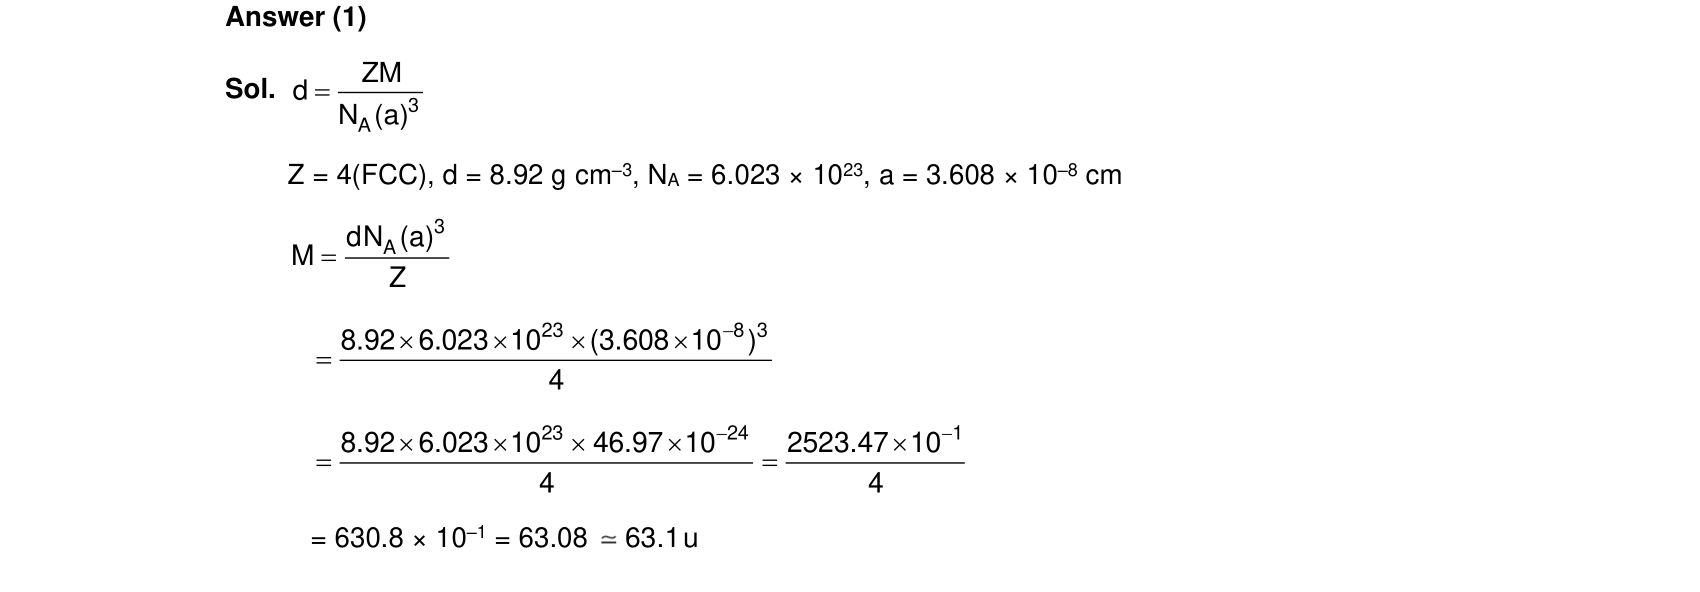 Answer (1)
Sol. d = ZM / N_A (a)^3
Z = 4(FCC), d = 8.92 g cm^–3, N_A = 6.023 × 10^23, a = 3.608 × 10^–8 cm
M = dN_A (a)^3 / Z
= 8.92 × 6.023 × 10^23 × (3.608 × 10^–8)^3 / 4
= 8.92 × 6.023 × 10^23 × 46.97 × 10^–24 / 4 = 2523.47 × 10^–1 / 4
= 630.8 × 10^–1 = 63.08 ≃ 63.1 u